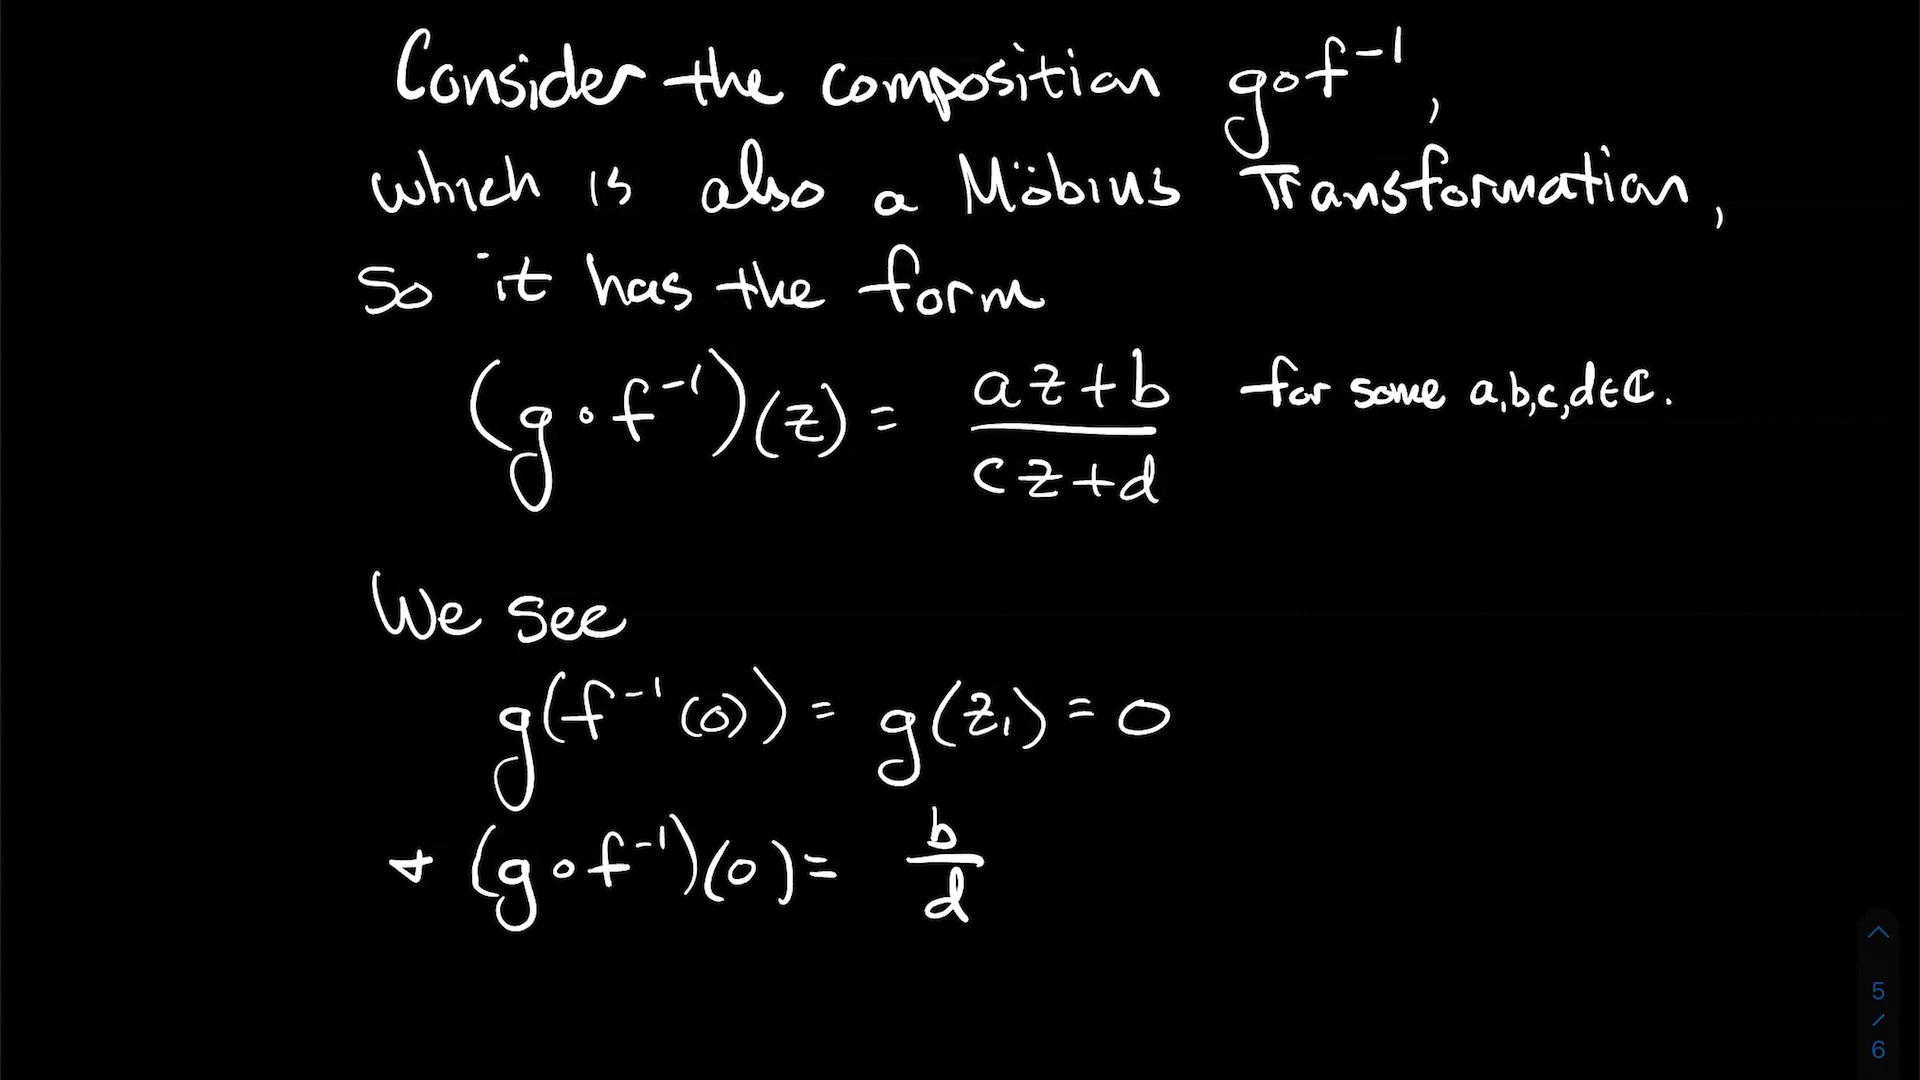 Consider the composition g∘f⁻¹,
which is also a Möbius Transformation,
so it has the form
(g∘f⁻¹)(z) = (az+b)/(cz+d) for some a,b,c,d∈ℂ.
We see
g(f⁻¹(0)) = g(z₁) = 0
& (g∘f⁻¹)(0) = b/d
5
/
6